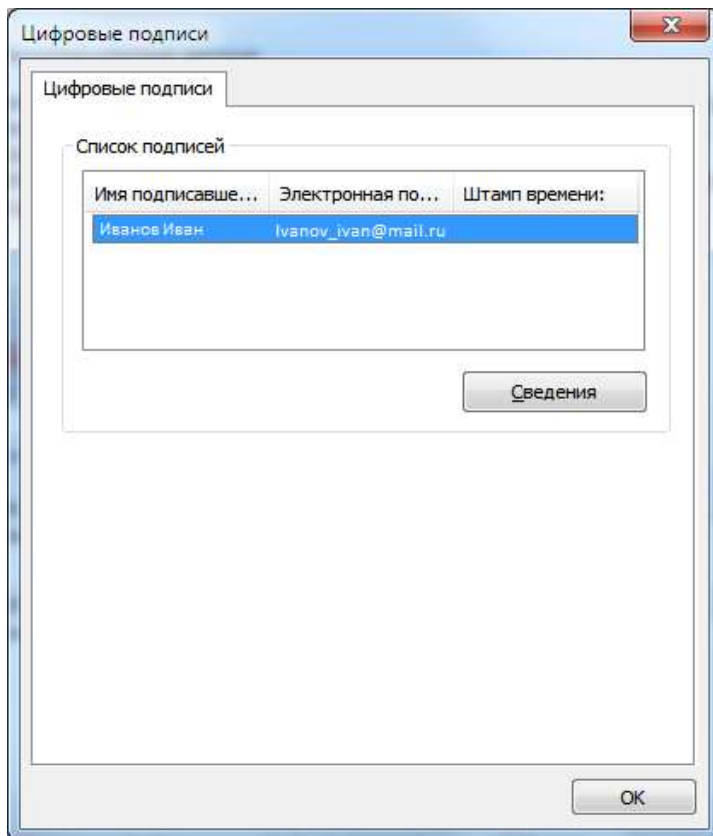 Цифровые подписи
Цифровые подписи
Список подписей
Имя подписавше... Электронная по... Штамп времени:
Иванов Иван Ivanov_ivan@mail.ru
Сведения
OK